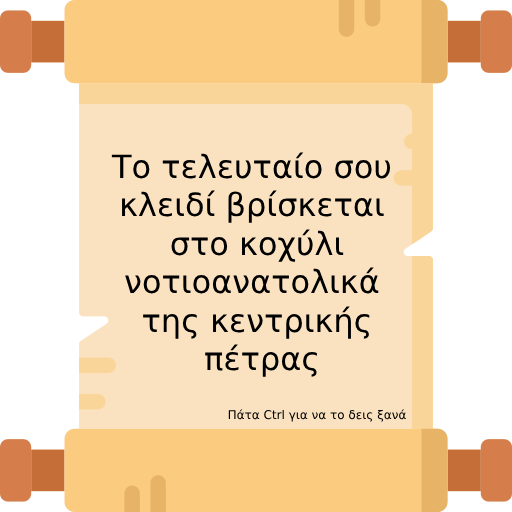 Το τελευταίο σου
κλειδί βρίσκεται
στο κοχύλι
νοτιοανατολικά
της κεντρικής
πέτρας
Πάτα Ctrl για να το δεις ξανά